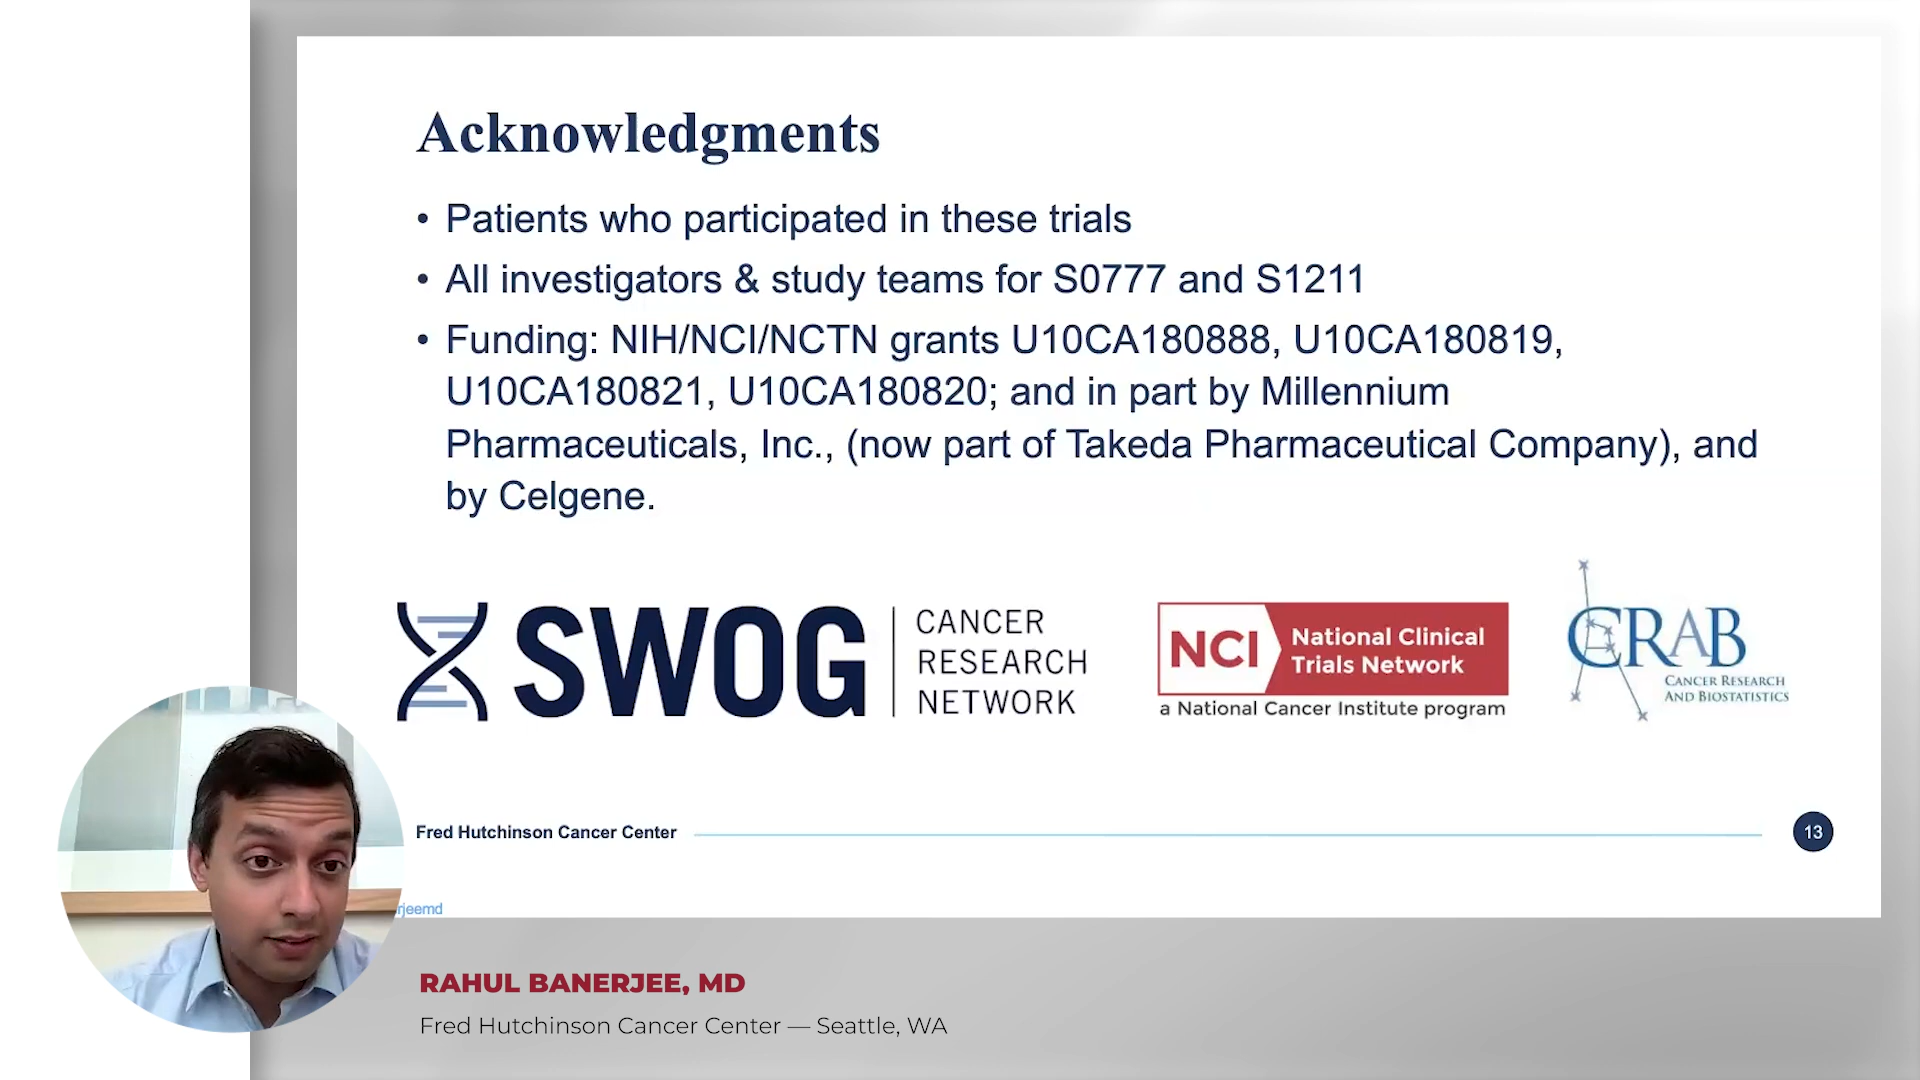 Acknowledgments
• Patients who participated in these trials
• All investigators & study teams for S0777 and S1211
• Funding: NIH/NCI/NCTN grants U10CA180888, U10CA180819,
U10CA180821, U10CA180820; and in part by Millennium
Pharmaceuticals, Inc., (now part of Takeda Pharmaceutical Company), and
by Celgene.
SWOG
CANCER
RESEARCH
NETWORK
NCI
National Clinical
Trials Network
a National Cancer Institute program
CRAB
CANCER RESEARCH
AND BIOSTATISTICS
Fred Hutchinson Cancer Center
13
rjeemd
RAHUL BANERJEE, MD
Fred Hutchinson Cancer Center — Seattle, WA